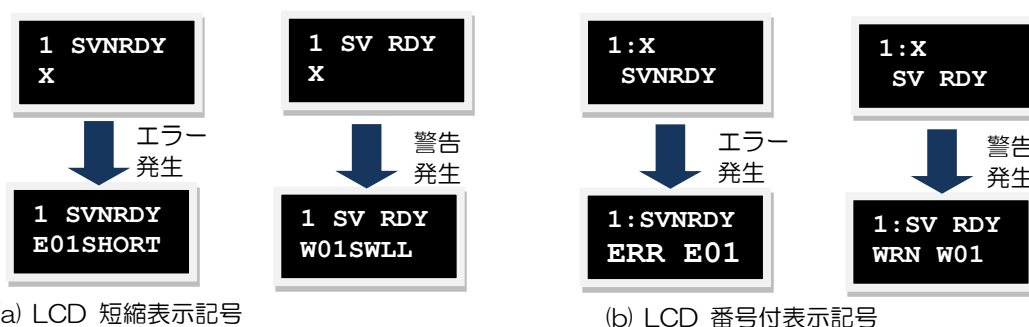 1 SVNRDY
X
エラー
発生
1 SVNRDY
E01SHORT
1 SV RDY
X
警告
発生
1 SV RDY
W01SWLL
a) LCD 短縮表示記号
1:X
SVNRDY
エラー
発生
1:SVNRDY
ERR E01
1:X
SV RDY
警告
発生
1:SV RDY
WRN W01
(b) LCD 番号付表示記号